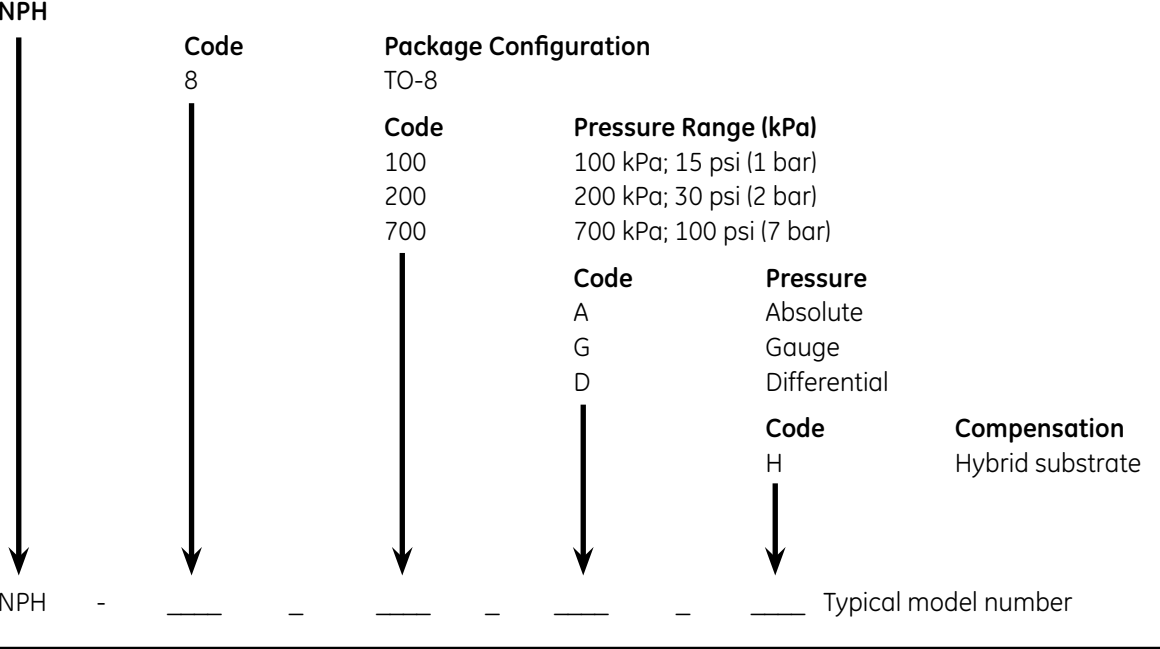 NPH
Code Package Configuration
8 TO-8
Code Pressure Range (kPa)
100 100 kPa; 15 psi (1 bar)
200 200 kPa; 30 psi (2 bar)
700 700 kPa; 100 psi (7 bar)
Code Pressure
A Absolute
G Gauge
D Differential
Code Compensation
H Hybrid substrate
NPH - ____ _ ____ _ ____ _ ____ Typical model number